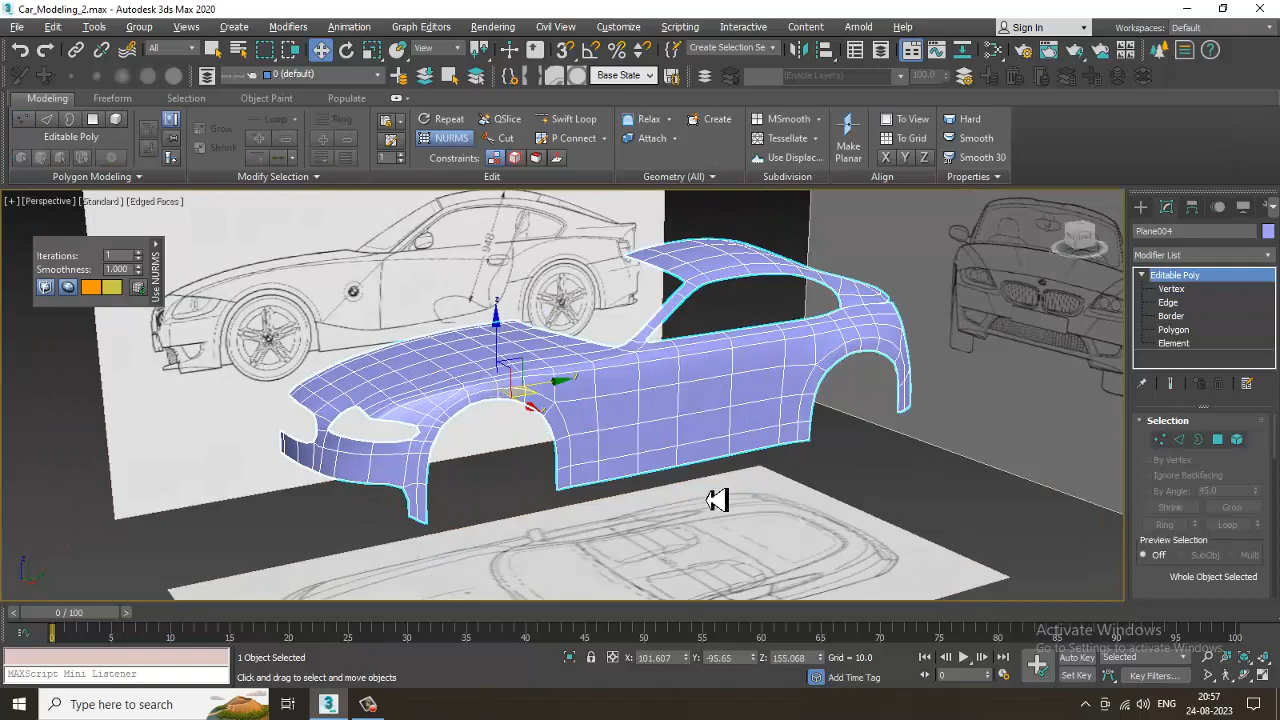 Car_Modeling_2.max - Autodesk 3ds Max 2020
File Edit Tools Group Views Create Modifiers Animation Graph Editors Rendering Civil View Customize Scripting Interactive Content Arnold Help Sign In Workspaces: Default
All View Create Selection Se
0 (default) Base State (Enable Layers) 100.0
Modeling Freeform Selection Object Paint Populate
Grow Loop Ring Repeat QSlice Swift Loop Relax Create MSmooth To View Hard
Editable Poly Shrink NURMS Cut P Connect Attach Tessellate To Grid Smooth
1 Constraints: Use Displac... Make Planar X Y Z Smooth 30
Polygon Modeling Modify Selection Edit Geometry (All) Subdivision Align Properties
[+] [Perspective] [Standard] [Edged Faces]
Iterations: 1
Smoothness: 1.000
Use NURMS
z
Plane004
Modifier List
Editable Poly
Vertex
Edge
Border
Polygon
Element
Selection
By Vertex
Ignore Backfacing
By Angle: 45.0
Shrink Grow
Ring Loop
Preview Selection
Off SubObj Multi
Whole Object Selected
0 / 100
0 5 10 15 20 25 30 35 40 45 50 55 60 65 70 75 80 85 90 95 100
Activate Windows
Go to Settings to activate Windows.
1 Object Selected X: 101.607 Y: -95.65 Z: 155.068 Grid = 10.0 Auto Key Selected
MAXScript Mini Listener Click and drag to select and move objects Add Time Tag 0 Set Key Key Filters...
Type here to search 3 ENG 20:57
24-08-2023